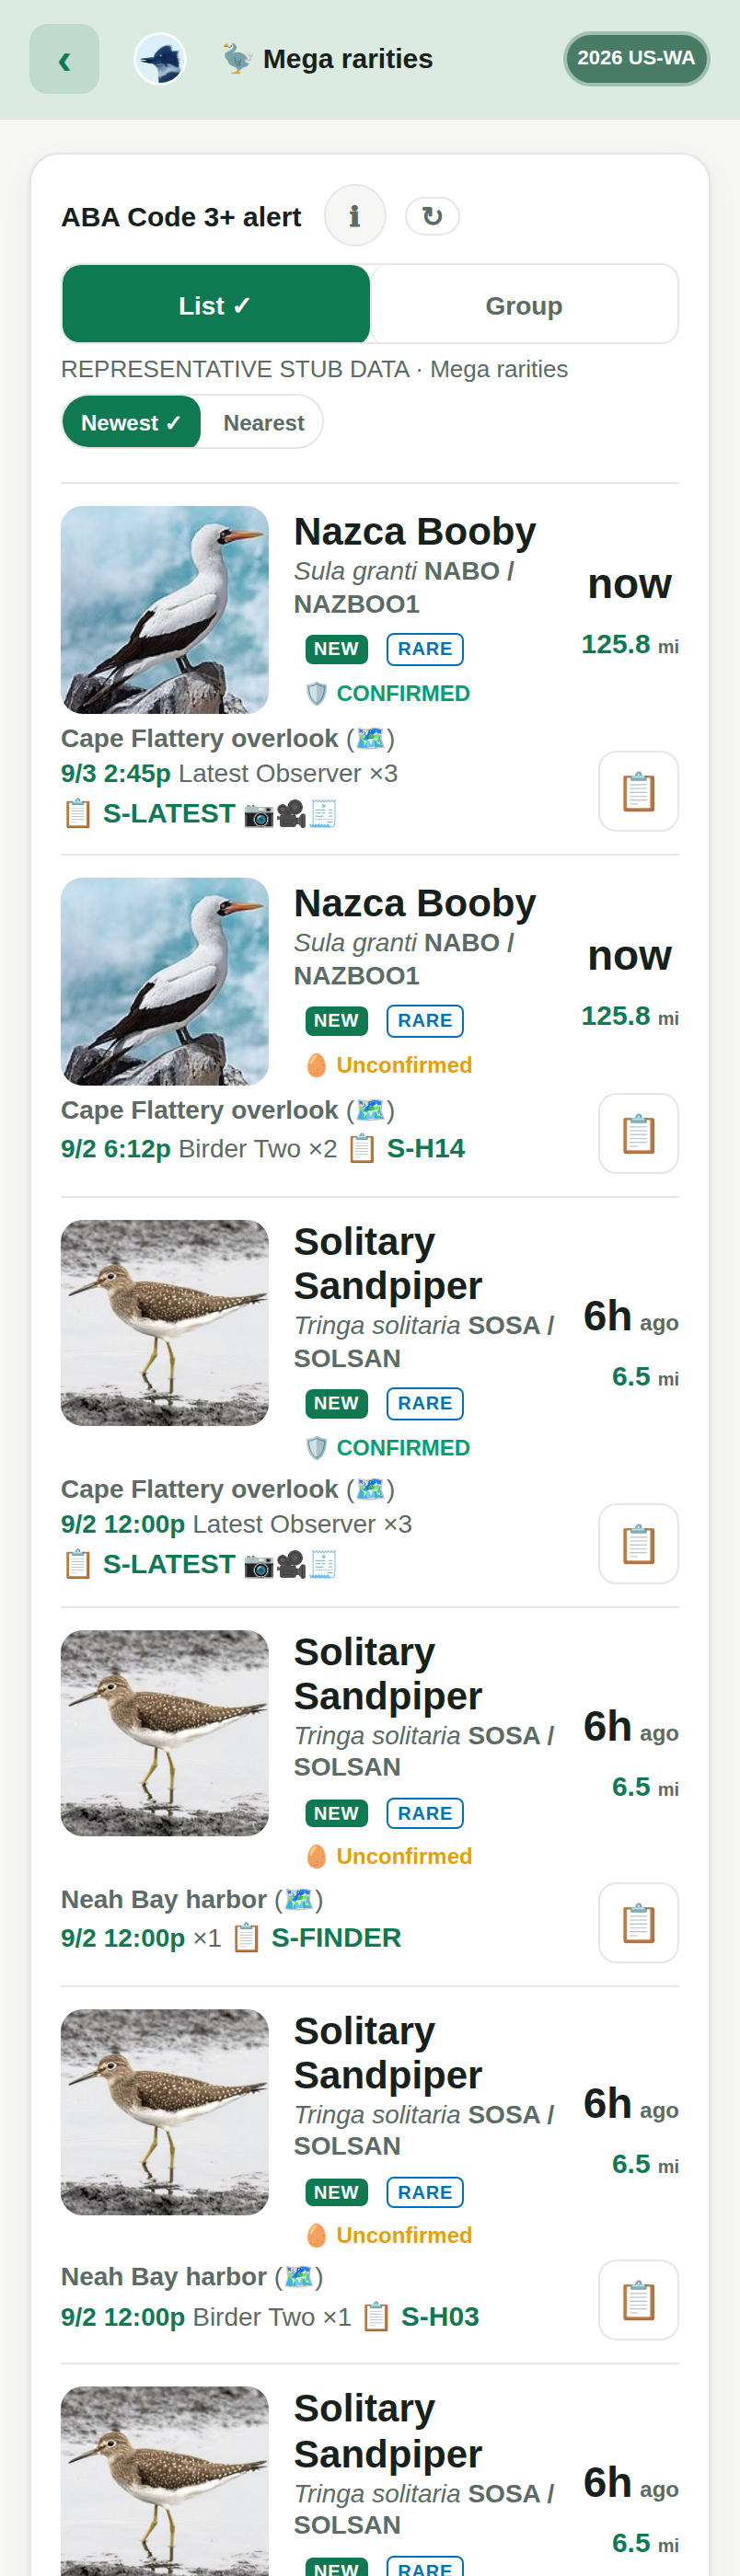 ‹ 🦤 Mega rarities 2026 US-WA
ABA Code 3+ alert ℹ ↻
List ✓ Group
REPRESENTATIVE STUB DATA · Mega rarities
Newest ✓ Nearest
Nazca Booby
Sula granti NABO /
NAZBOO1
now
125.8 mi
NEW RARE
🛡️ CONFIRMED
Cape Flattery overlook (🗺️)
9/3 2:45p Latest Observer ×3
📋 S-LATEST 📷🎥🧾
📋
Nazca Booby
Sula granti NABO /
NAZBOO1
now
125.8 mi
NEW RARE
🥚 Unconfirmed
Cape Flattery overlook (🗺️)
9/2 6:12p Birder Two ×2 📋 S-H14
📋
Solitary
Sandpiper
Tringa solitaria SOSA /
SOLSAN
6h ago
6.5 mi
NEW RARE
🛡️ CONFIRMED
Cape Flattery overlook (🗺️)
9/2 12:00p Latest Observer ×3
📋 S-LATEST 📷🎥🧾
📋
Solitary
Sandpiper
Tringa solitaria SOSA /
SOLSAN
6h ago
6.5 mi
NEW RARE
🥚 Unconfirmed
Neah Bay harbor (🗺️)
9/2 12:00p ×1 📋 S-FINDER
📋
Solitary
Sandpiper
Tringa solitaria SOSA /
SOLSAN
6h ago
6.5 mi
NEW RARE
🥚 Unconfirmed
Neah Bay harbor (🗺️)
9/2 12:00p Birder Two ×1 📋 S-H03
📋
Solitary
Sandpiper
Tringa solitaria SOSA /
SOLSAN
6h ago
6.5 mi
NEW RARE